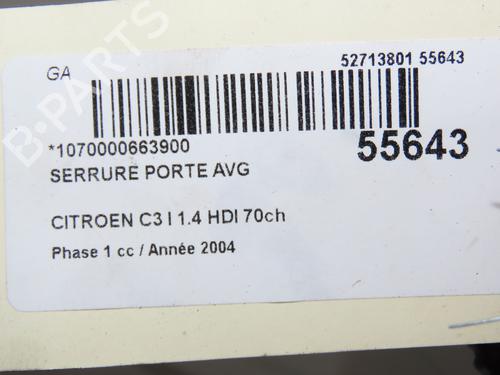 GA
52713801 55643
*1070000663900
55643
SERRURE PORTE AVG
CITROEN C3 I 1.4 HDI 70ch
Phase 1 cc / Année 2004
B-PARTS